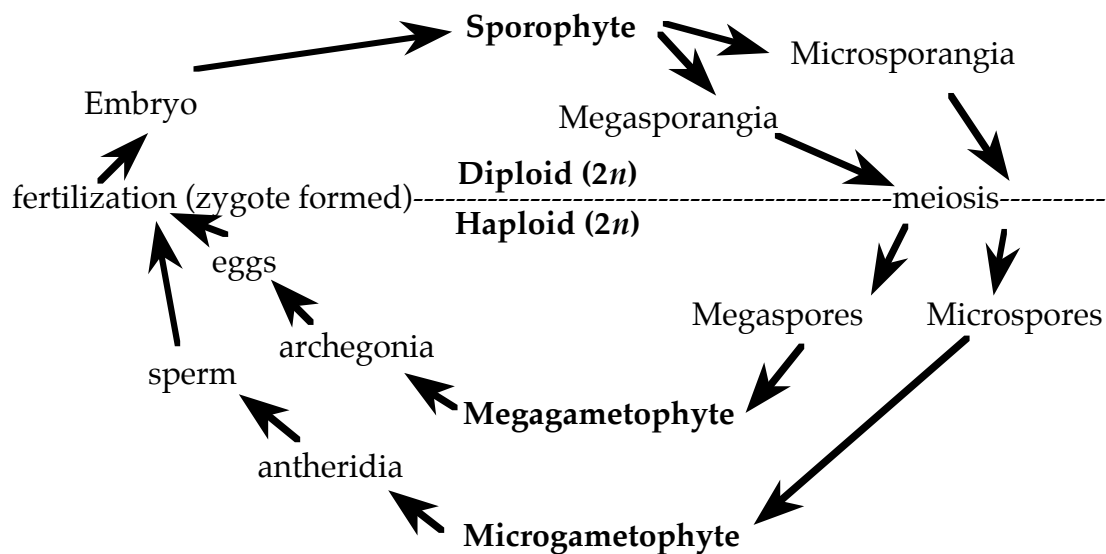 Sporophyte
Microsporangia
Embryo
Megasporangia
Diploid (2n)
fertilization (zygote formed)---------------------------------------------meiosis----------
Haploid (2n)
eggs
Megaspores
Microspores
archegonia
sperm
Megagametophyte
antheridia
Microgametophyte